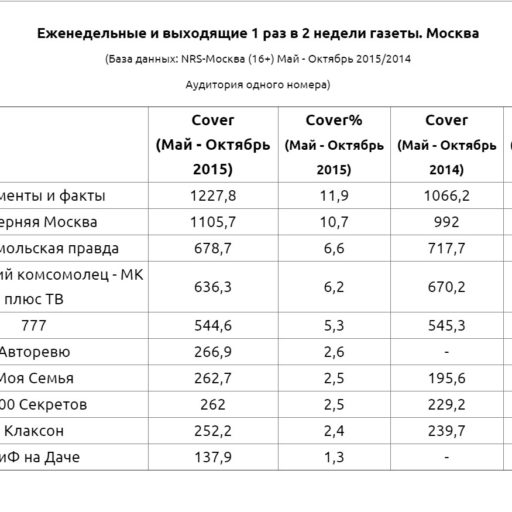 Еженедельные и выходящие 1 раз в 2 недели газеты. Москва
(База данных: NRS-Москва (16+) Май - Октябрь 2015/2014
Аудитория одного номера)
Cover Cover% Cover
(Май - Октябрь (Май - Октябрь (Май - Октябрь (
2015) 2015) 2014)
менты и факты 1227,8 11,9 1066,2
ерняя Москва 1105,7 10,7 992
мольская правда 678,7 6,6 717,7
ий комсомолец - МК
плюс ТВ 636,3 6,2 670,2
777 544,6 5,3 545,3
Авторевю 266,9 2,6 -
Моя Семья 262,7 2,5 195,6
00 Секретов 262 2,5 229,2
Клаксон 252,2 2,4 239,7
иФ на Даче 137,9 1,3 -